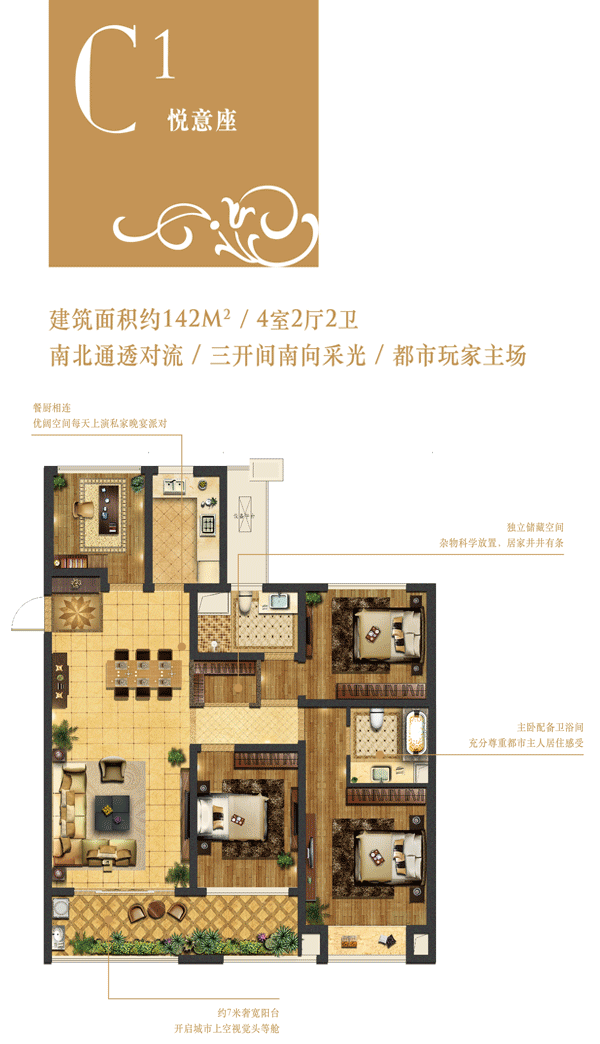 C1
悦意座
建筑面积约142M² / 4室2厅2卫
南北通透对流 / 三开间南向采光 / 都市玩家主场
餐厨相连
优阔空间每天上演私家晚宴派对
设备平台
独立储藏空间
杂物科学放置、居家井井有条
主卧配备卫浴间
充分尊重都市主人居住感受
约7米奢宽阳台
开启城市上空视觉头等舱